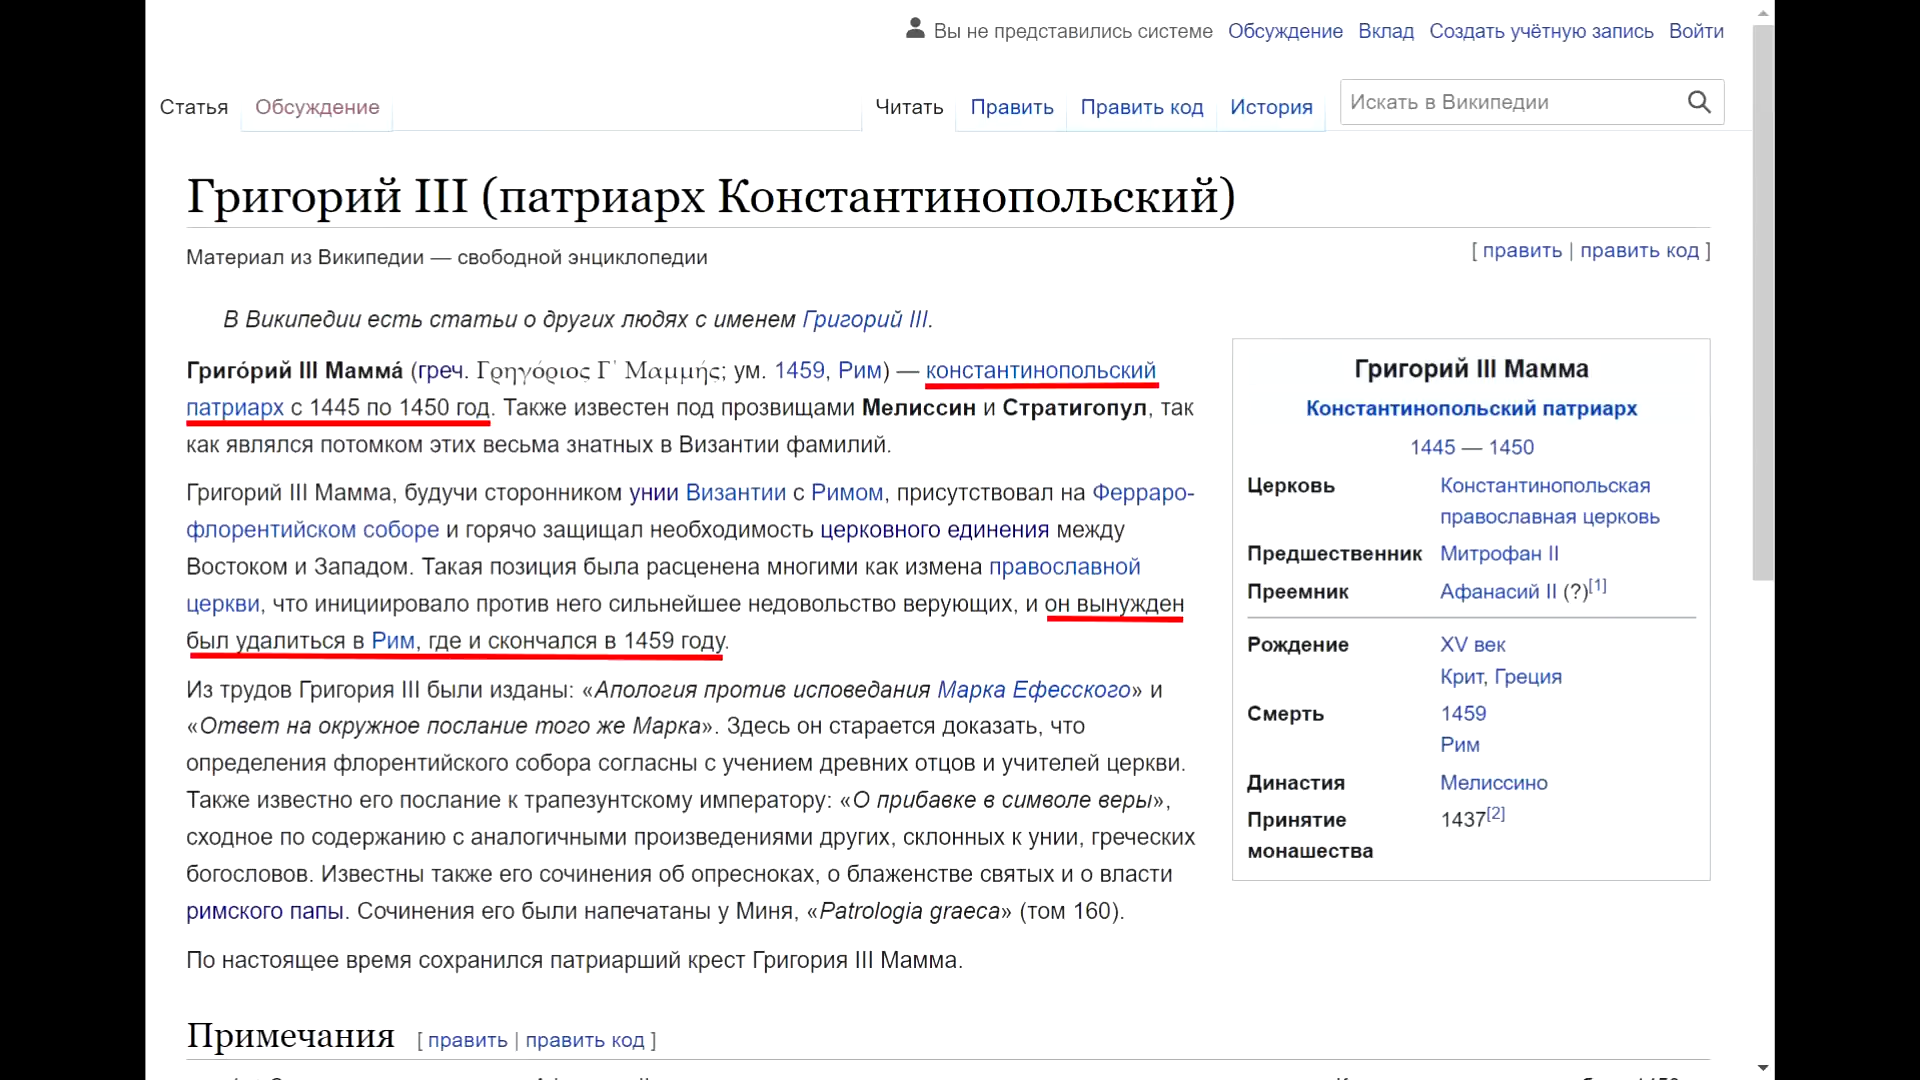 Вы не представились системе Обсуждение Вклад Создать учётную запись Войти
Статья Обсуждение Читать Править Править код История Искать в Википедии
Григорий III (патриарх Константинопольский)
Материал из Википедии — свободной энциклопедии
[ править | править код ]
В Википедии есть статьи о других людях с именем Григорий III.
Григо́рий III Мамма́ (греч. Γρηγόριος Γ΄ Μαμμής; ум. 1459, Рим) — константинопольский
патриарх с 1445 по 1450 год. Также известен под прозвищами Мелиссин и Стратигопул, так
как являлся потомком этих весьма знатных в Византии фамилий.
Григорий III Мамма, будучи сторонником унии Византии с Римом, присутствовал на Ферраро-
флорентийском соборе и горячо защищал необходимость церковного единения между
Востоком и Западом. Такая позиция была расценена многими как измена православной
церкви, что инициировало против него сильнейшее недовольство верующих, и он вынужден
был удалиться в Рим, где и скончался в 1459 году.
Из трудов Григория III были изданы: «Апология против исповедания Марка Ефесского» и
«Ответ на окружное послание того же Марка». Здесь он старается доказать, что
определения флорентийского собора согласны с учением древних отцов и учителей церкви.
Также известно его послание к трапезунтскому императору: «О прибавке в символе веры»,
сходное по содержанию с аналогичными произведениями других, склонных к унии, греческих
богословов. Известны также его сочинения об опресноках, о блаженстве святых и о власти
римского папы. Сочинения его были напечатаны у Миня, «Patrologia graeca» (том 160).
По настоящее время сохранился патриарший крест Григория III Мамма.
Григорий III Мамма
Константинопольский патриарх
1445 — 1450
Церковь Константинопольская
православная церковь
Предшественник Митрофан II
Преемник Афанасий II (?)[1]
Рождение XV век
Крит, Греция
Смерть 1459
Рим
Династия Мелиссино
Принятие 1437[2]
монашества
Примечания [ править | править код ]